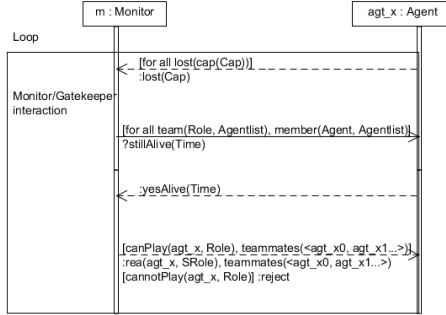 m : Monitor
agt_x : Agent
Loop
[for all lost(cap(Cap))]
:lost(Cap)
Monitor/Gatekeeper
interaction
[for all team(Role, Agentlist), member(Agent, Agentlist)]
?stillAlive(Time)
:yesAlive(Time)
[canPlay(agt_x, Role), teammates(<agt_x0, agt_x1...>)]
:rea(agt_x, SRole), teammates(<agt_x0, agt_x1...>)
[cannotPlay(agt_x, Role)] :reject